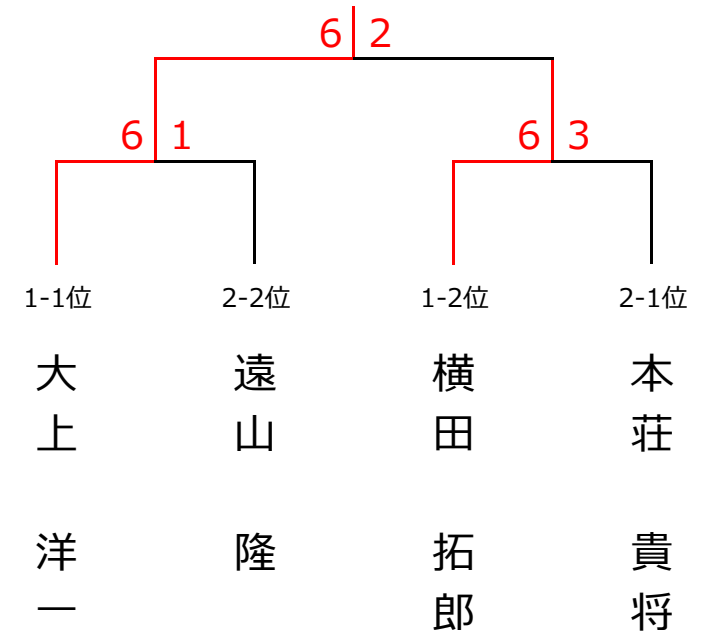 6 2
6 1
6 3
1-1位
2-2位
1-2位
2-1位
大上 洋一
遠山 隆
横田 拓郎
本荘 貴将